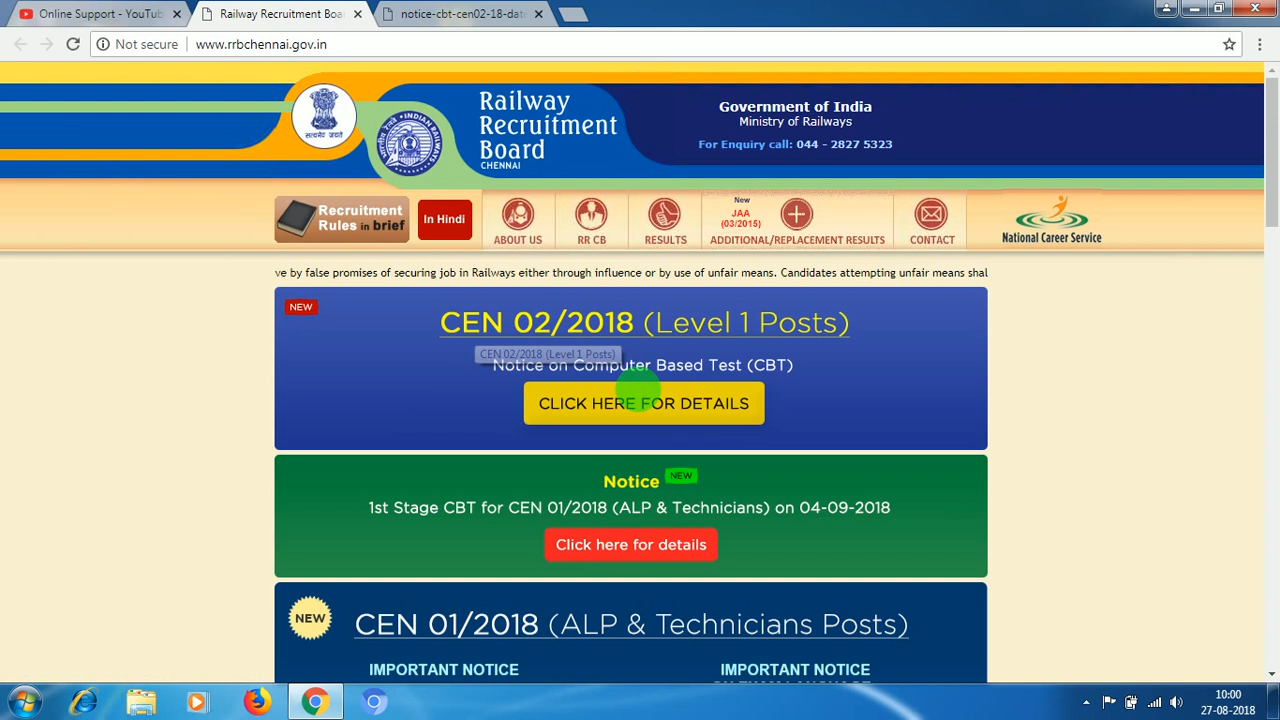 Online Support - YouTub
Railway Recruitment Boa
notice-cbt-cen02-18-date
Not secure
www.rrbchennai.gov.in
Railway
Recruitment
Board
CHENNAI
Government of India
Ministry of Railways
For Enquiry call: 044 - 2827 5323
सत्यमेव जयते
INDIAN RAILWAYS
Recruitment
Rules in brief
In Hindi
ABOUT US
RR CB
RESULTS
New
JAA
(03/2015)
ADDITIONAL/REPLACEMENT RESULTS
CONTACT
National Career Service
ve by false promises of securing job in Railways either through influence or by use of unfair means. Candidates attempting unfair means shal
NEW
CEN 02/2018 (Level 1 Posts)
CEN 02/2018 (Level 1 Posts)
Notice on Computer Based Test (CBT)
CLICK HERE FOR DETAILS
Notice NEW
1st Stage CBT for CEN 01/2018 (ALP & Technicians) on 04-09-2018
Click here for details
NEW
CEN 01/2018 (ALP & Technicians Posts)
IMPORTANT NOTICE
IMPORTANT NOTICE
10:00
27-08-2018